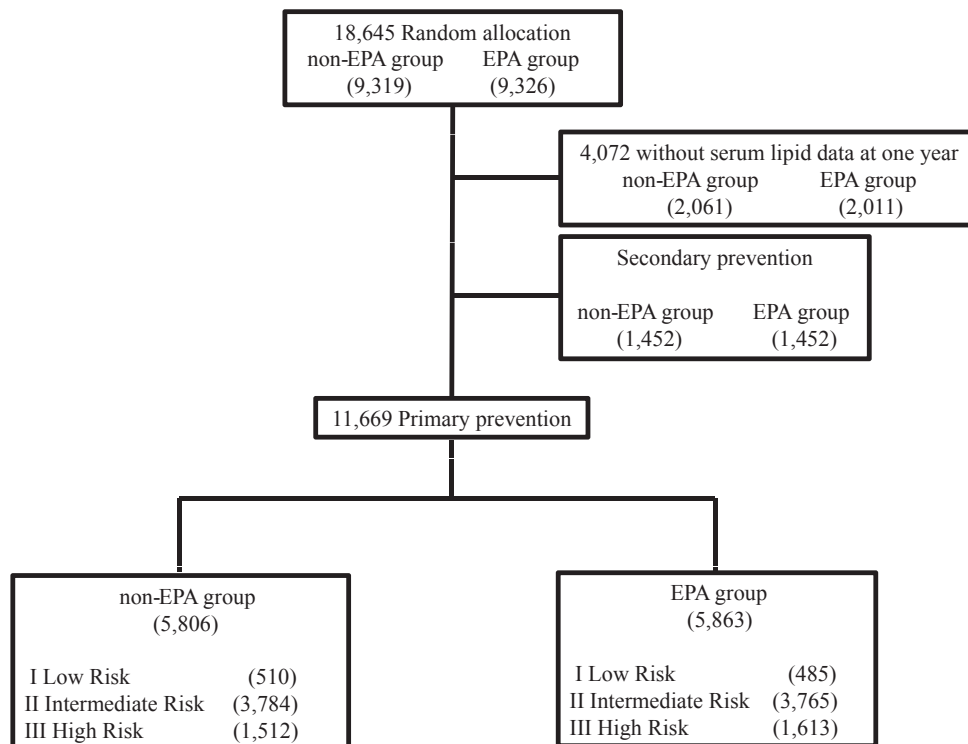 18,645 Random allocation
non-EPA group EPA group
(9,319) (9,326)
4,072 without serum lipid data at one year
non-EPA group EPA group
(2,061) (2,011)
Secondary prevention
non-EPA group EPA group
(1,452) (1,452)
11,669 Primary prevention
non-EPA group
(5,806)
I Low Risk (510)
II Intermediate Risk (3,784)
III High Risk (1,512)
EPA group
(5,863)
I Low Risk (485)
II Intermediate Risk (3,765)
III High Risk (1,613)